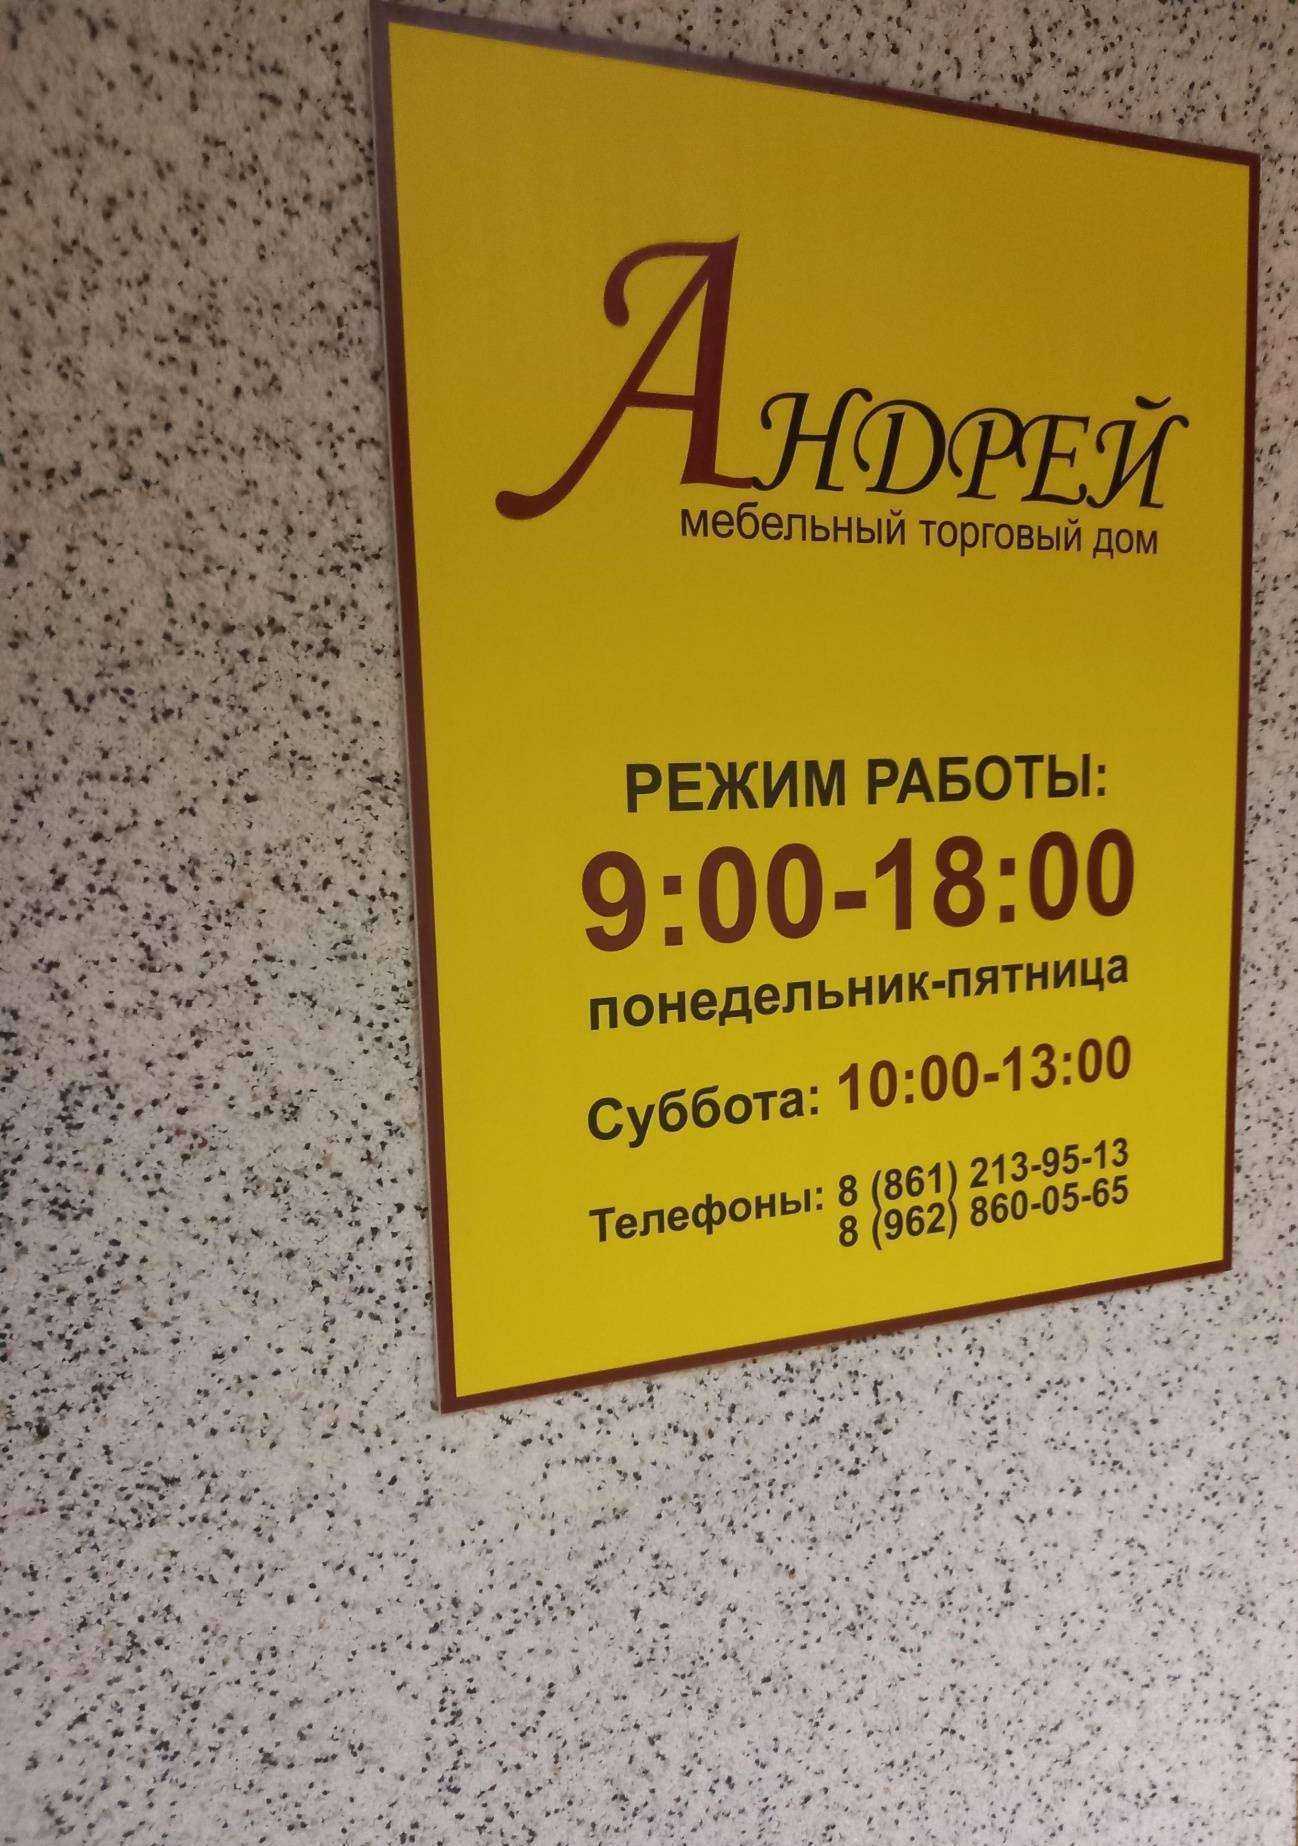 Андрей
мебельный торговый дом
РЕЖИМ РАБОТЫ:
9:00-18:00
понедельник-пятница
Суббота: 10:00-13:00
Телефоны: 8 (861) 213-95-13
8 (962) 860-05-65